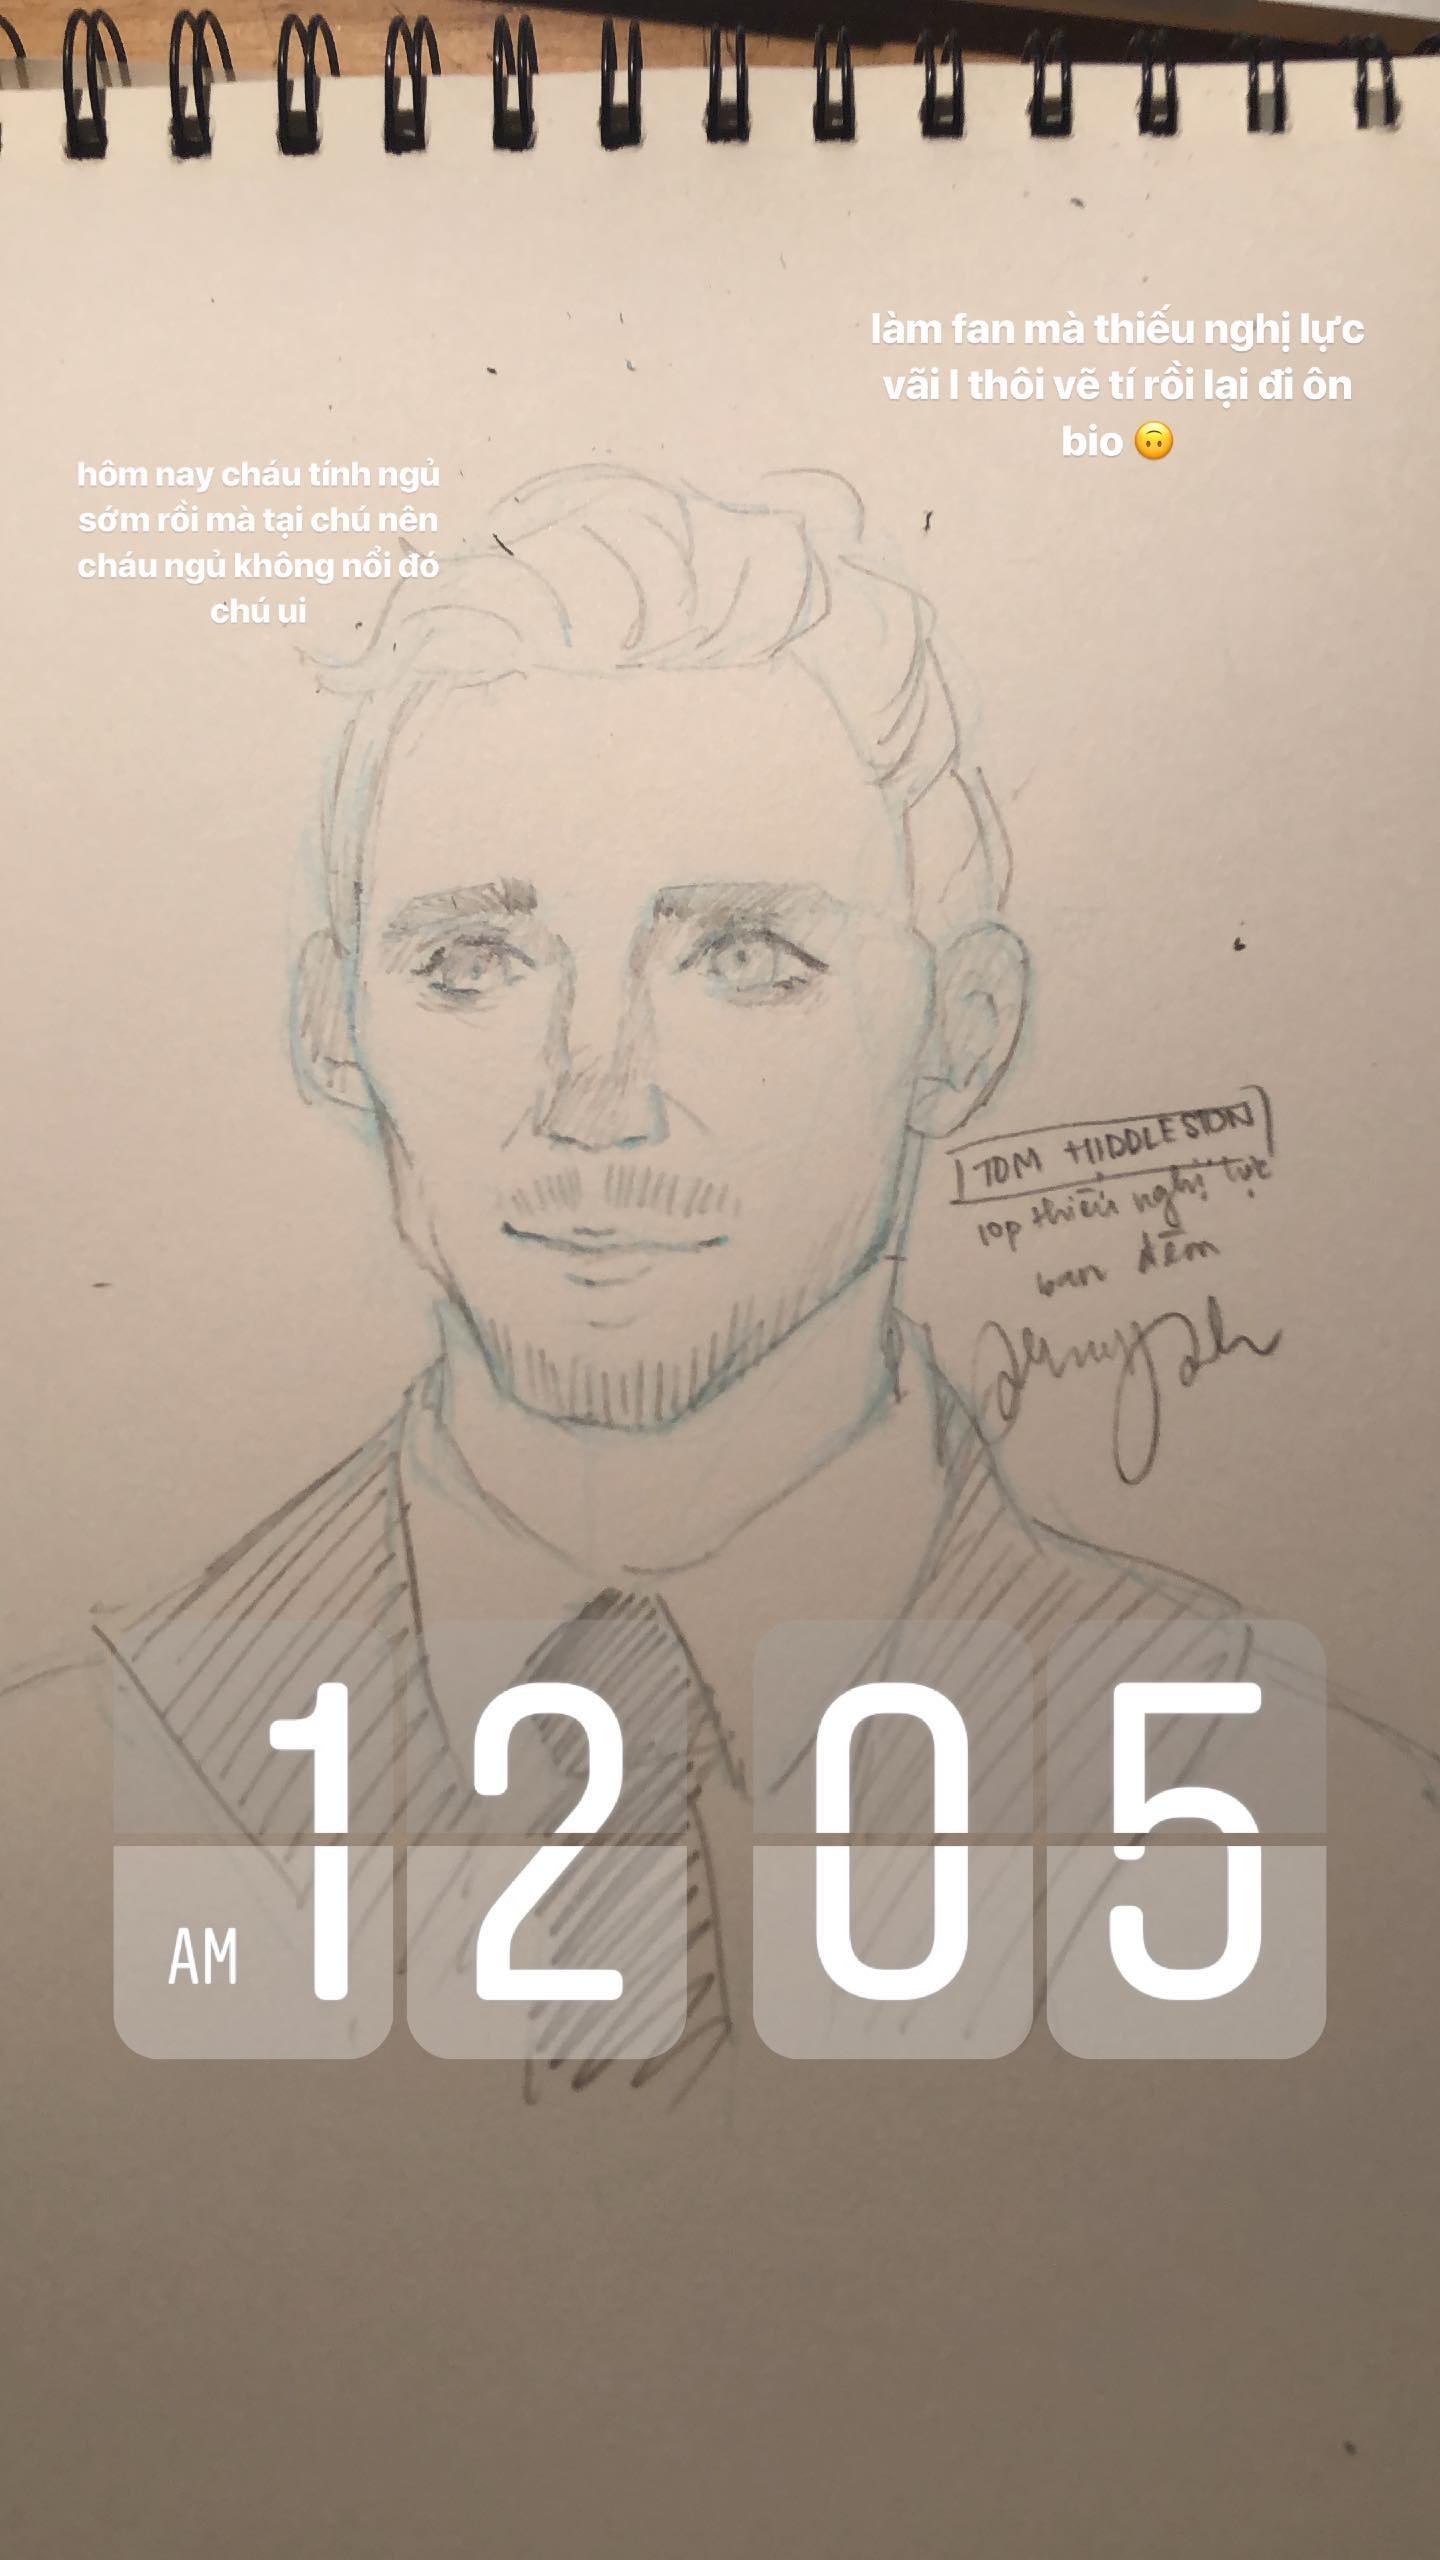 làm fan mà thiếu nghị lực
vãi l thôi vẽ tí rồi lại đi ôn
bio 🙃
hôm nay cháu tính ngủ
sớm rồi mà tại chú nên
cháu ngủ không nổi đó
chú ụi
TOM HIDDLESTON
10p thiếu nghị lực
ban đêm
AM 12 05